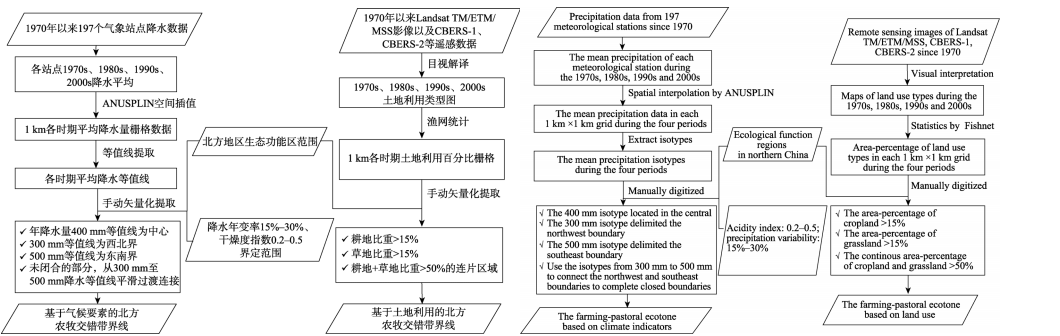 1970年以来197个气象站点降水数据
各站点1970s、1980s、1990s、
2000s降水平均
ANUSPLIN空间插值
1 km各时期平均降水量栅格数据
等值线提取
各时期平均降水等值线
手动矢量化提取
✓ 年降水量400 mm等值线为中心
✓ 300 mm等值线为西北界
✓ 500 mm等值线为东南界
✓ 未闭合的部分，从300 mm至
500 mm降水等值线平滑过渡连接
基于气候要素的北方
农牧交错带界线
北方地区生态功能区范围
降水年变率15%–30%、
干燥度指数0.2–0.5
界定范围
1970年以来Landsat TM/ETM/
MSS影像以及CBERS-1、
CBERS-2等遥感数据
目视解译
1970s、1980s、1990s、2000s
土地利用类型图
渔网统计
1 km各时期土地利用百分比栅格
手动矢量化提取
✓ 耕地比重>15%
✓ 草地比重>15%
✓ 耕地+草地比重>50%的连片区域
基于土地利用的北方
农牧交错带界线
Precipitation data from 197
meteorological stations since 1970
The mean precipitation of each
meteorological station during
the 1970s, 1980s, 1990s and 2000s
Spatial interpolation by ANUSPLIN
The mean precipitation data in each
1 km ×1 km grid during the four periods
Extract isotypes
The mean precipitation isotypes
during the four periods
Manually digitized
√ The 400 mm isotype located in the central
√ The 300 mm isotype delimited the
northwest boundary
√ The 500 mm isotype delimited the
southeast boundary
√ Use the isotypes from 300 mm to 500 mm
to connect the northwest and southeast
boundaries to complete closed boundaries
The farming-pastoral ecotone
based on climate indicators
Ecological function
regions
in northern China
Acidity index: 0.2–0.5;
precipitation variability:
15%–30%
Remote sensing images of Landsat
TM/ETM/MSS, CBERS-1,
CBERS-2 since 1970
Visual interpretation
Maps of land use types during the
1970s, 1980s, 1990s and 2000s
Statistics by Fishnet
Area-percentage of land use
types in each 1 km ×1 km grid
during the four periods
Manually digitized
√ The area-percentage of
cropland >15%
√ The area-percentage of
grassland >15%
√ The continous area-percentage
of cropland and grassland >50%
The farming-pastoral ecotone
based on land use